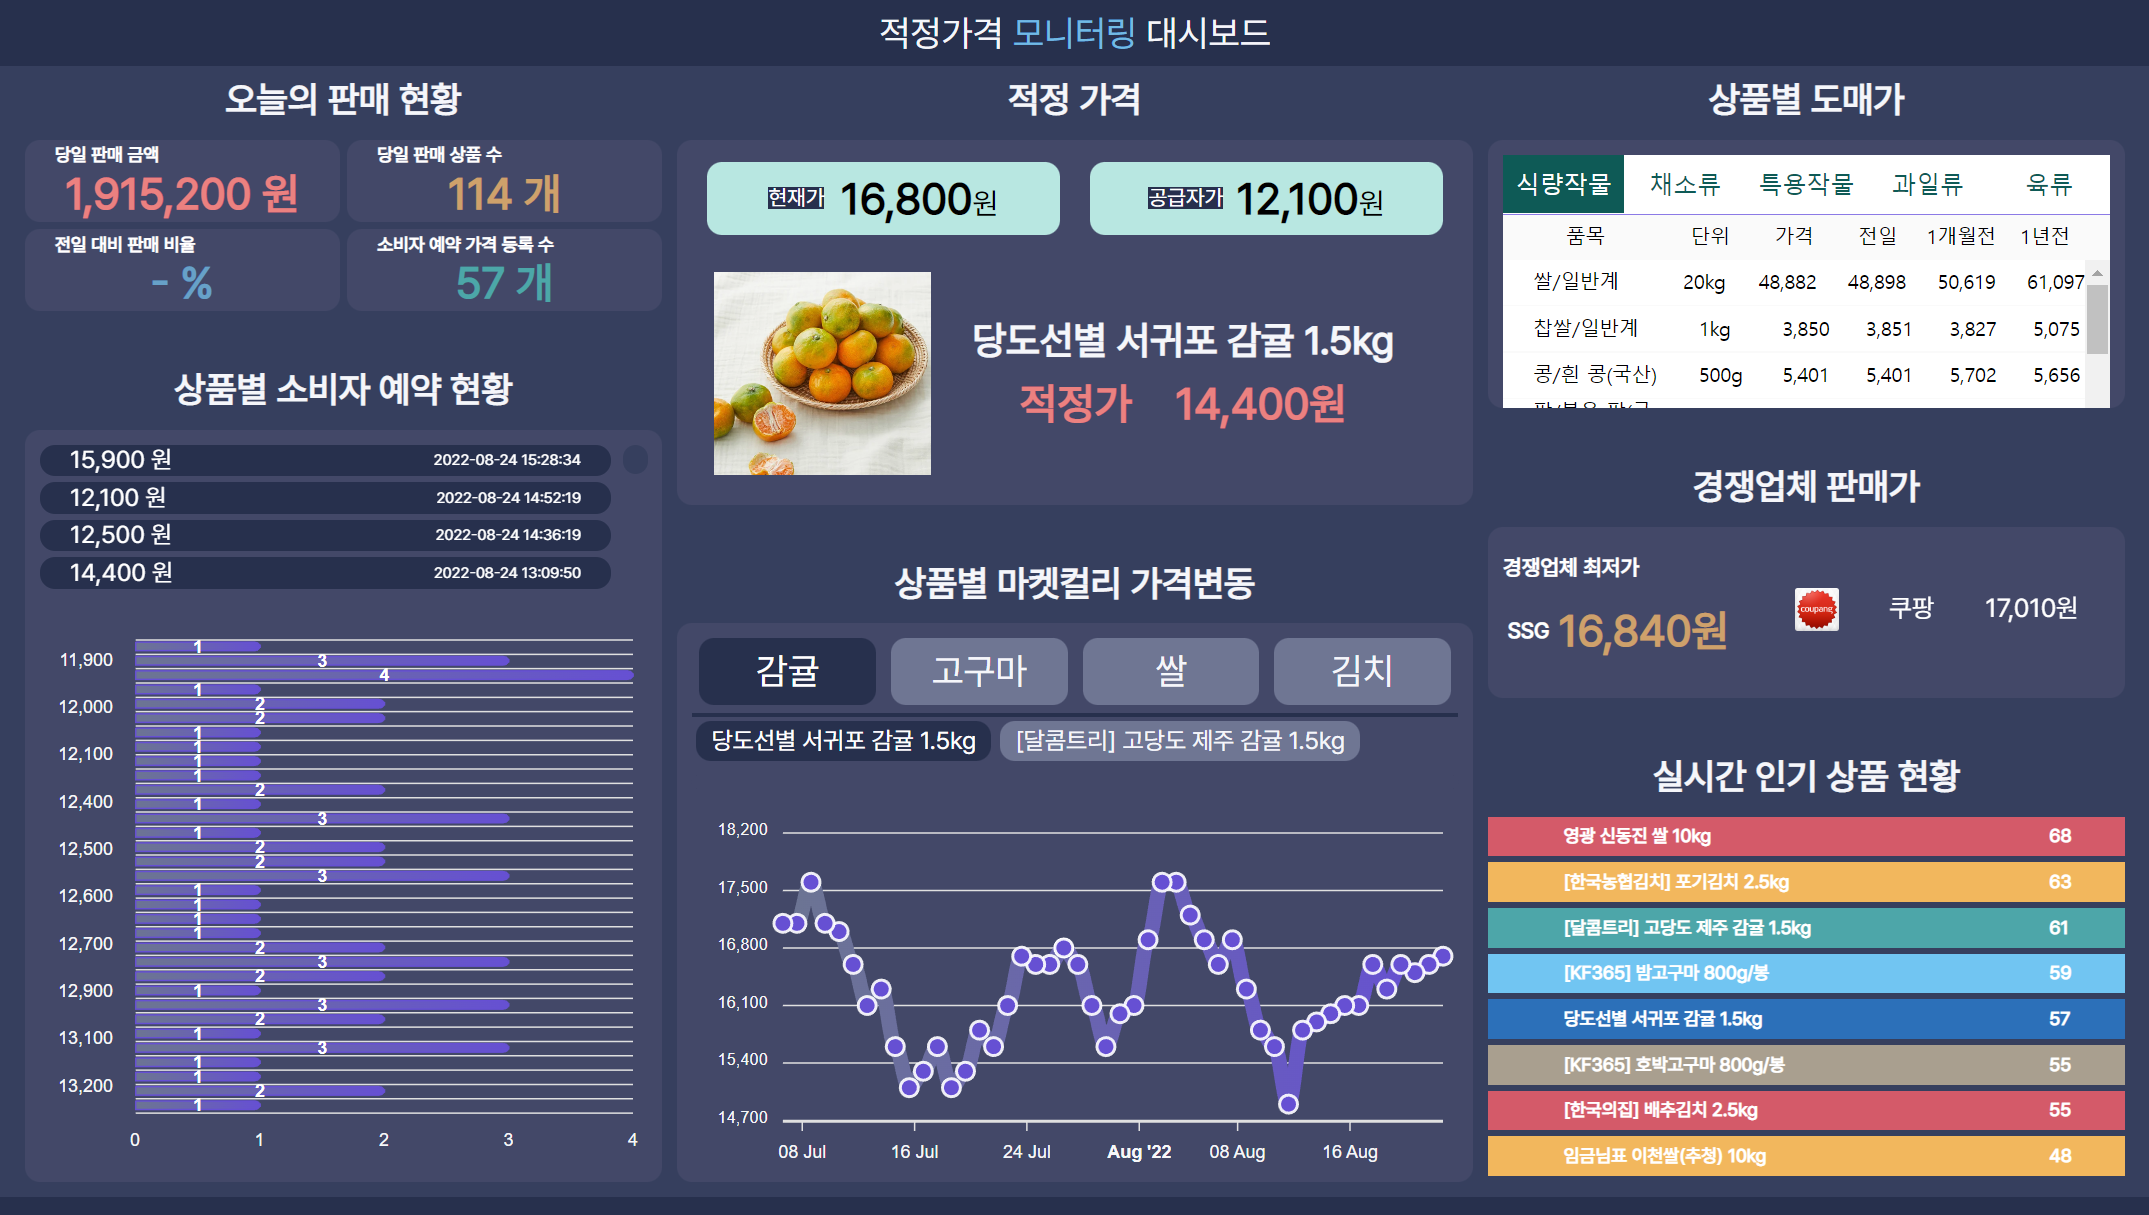 적정가격 모니터링 대시보드
오늘의 판매 현황
당일 판매 금액
1,915,200 원
당일 판매 상품 수
114 개
전일 대비 판매 비율
- %
소비자 예약 가격 등록 수
57 개
상품별 소비자 예약 현황
15,900 원 2022-08-24 15:28:34
12,100 원 2022-08-24 14:52:19
12,500 원 2022-08-24 14:36:19
14,400 원 2022-08-24 13:09:50
1
11,900 3
4
1
12,000 2
2
1
1
12,100 1
1
2
12,400 1
3
1
12,500 2
2
3
12,600 1
1
1
1
12,700 2
3
2
12,900 1
3
2
13,100 1
3
1
1
13,200 2
1
0 1 2 3 4
적정 가격
현재가 16,800원
공급자가 12,100원
당도선별 서귀포 감귤 1.5kg
적정가 14,400원
상품별 마켓컬리 가격변동
감귤 고구마 쌀 김치
당도선별 서귀포 감귤 1.5kg [달콤트리] 고당도 제주 감귤 1.5kg
18,200
17,500
16,800
16,100
15,400
14,700
08 Jul 16 Jul 24 Jul Aug '22 08 Aug 16 Aug
상품별 도매가
식량작물 채소류 특용작물 과일류 육류
품목 단위 가격 전일 1개월전 1년전
쌀/일반계 20kg 48,882 48,898 50,619 61,097
찹쌀/일반계 1kg 3,850 3,851 3,827 5,075
콩/흰 콩(국산) 500g 5,401 5,401 5,702 5,656
경쟁업체 판매가
경쟁업체 최저가
SSG 16,840원
coupang 쿠팡 17,010원
실시간 인기 상품 현황
영광 신동진 쌀 10kg 68
[한국농협김치] 포기김치 2.5kg 63
[달콤트리] 고당도 제주 감귤 1.5kg 61
[KF365] 밤고구마 800g/봉 59
당도선별 서귀포 감귤 1.5kg 57
[KF365] 호박고구마 800g/봉 55
[한국의집] 배추김치 2.5kg 55
임금님표 이천쌀(추청) 10kg 48